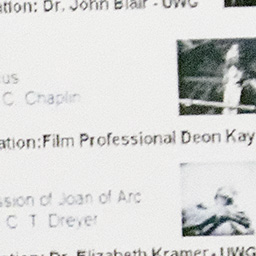 ation: Dr. John Blair - UWG
us
C Chaplin
ation:Film Professional Deon Kay
ssion of Joan of Arc
C T Dreyer
Dr. Elizabeth Kramer - UWG